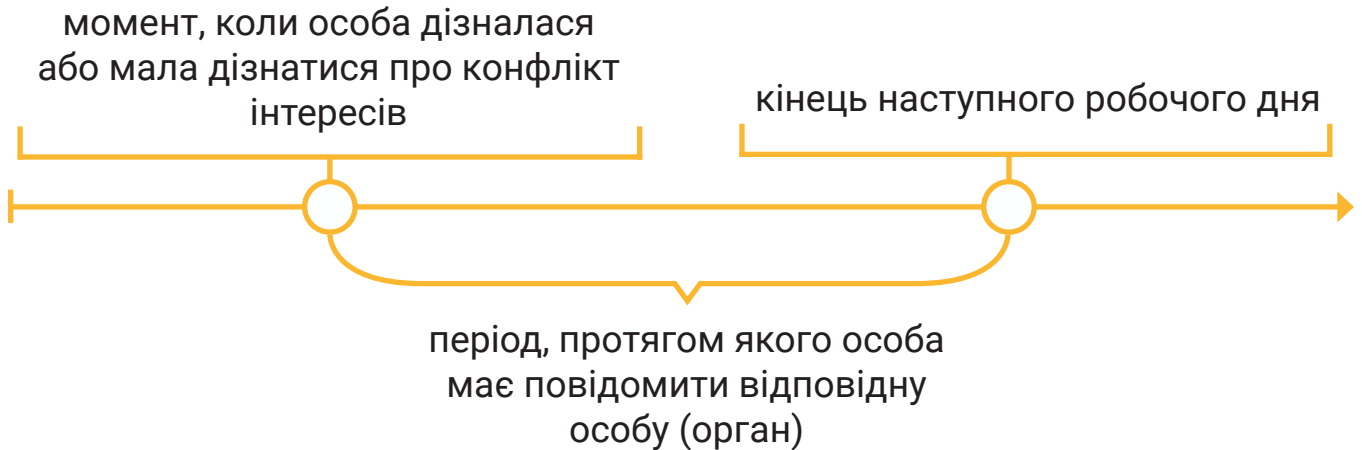 момент, коли особа дізналася
або мала дізнатися про конфлікт
інтересів
кінець наступного робочого дня
період, протягом якого особа
має повідомити відповідну
особу (орган)